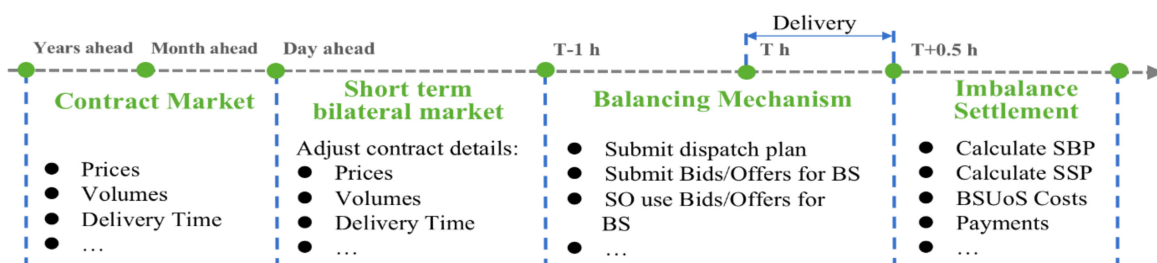 Delivery
Years ahead
Month ahead
Day ahead
T-1 h
T h
T+0.5 h
Contract Market
Short term
bilateral market
Balancing Mechanism
Imbalance
Settlement
● Prices
● Volumes
● Delivery Time
● …
Adjust contract details:
● Prices
● Volumes
● Delivery Time
● …
● Submit dispatch plan
● Submit Bids/Offers for BS
● SO use Bids/Offers for
BS
● …
● Calculate SBP
● Calculate SSP
● BSUoS Costs
● Payments
● …